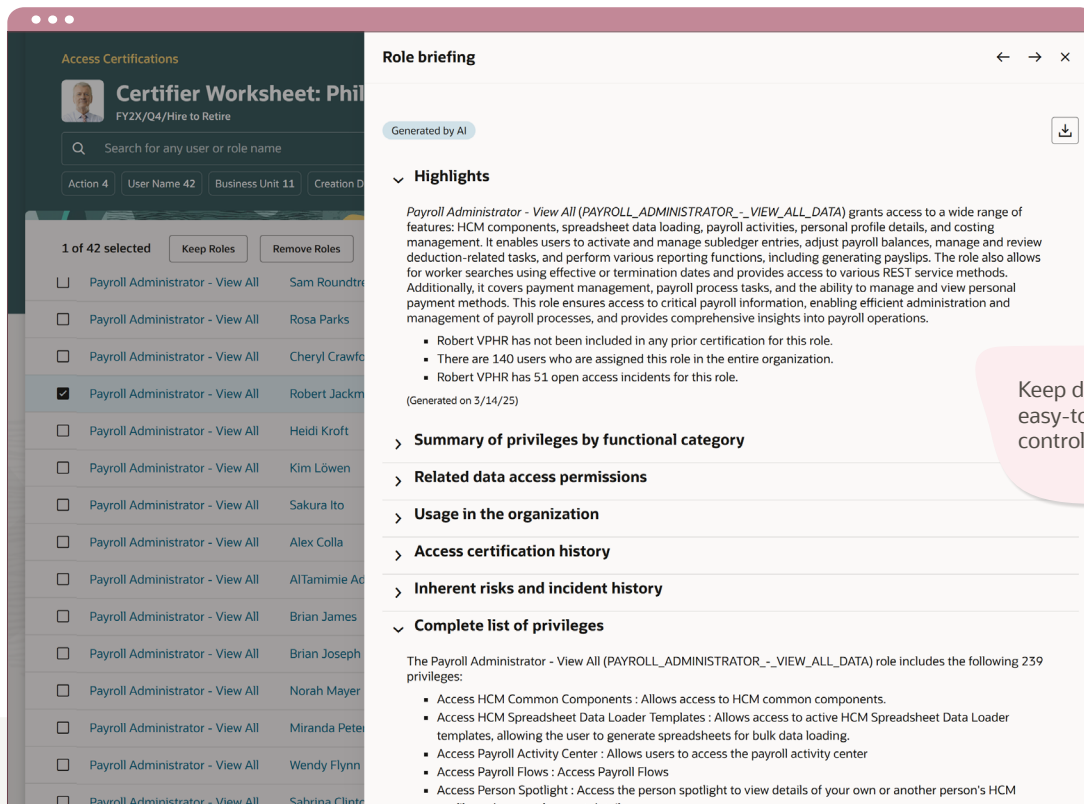 Access Certifications
Certifier Worksheet: Phil
FY2X/Q4/Hire to Retire
Search for any user or role name
Action 4
User Name 42
Business Unit 11
Creation D
1 of 42 selected
Keep Roles
Remove Roles
Payroll Administrator - View All Sam Roundtre
Payroll Administrator - View All Rosa Parks
Payroll Administrator - View All Cheryl Crawfo
Payroll Administrator - View All Robert Jackm
Payroll Administrator - View All Heidi Kroft
Payroll Administrator - View All Kim Löwen
Payroll Administrator - View All Sakura Ito
Payroll Administrator - View All Alex Colla
Payroll Administrator - View All AlTamimie Ad
Payroll Administrator - View All Brian James
Payroll Administrator - View All Brian Joseph
Payroll Administrator - View All Norah Mayer
Payroll Administrator - View All Miranda Peter
Payroll Administrator - View All Wendy Flynn
Payroll Administrator - View All Sabrina Clinto
Role briefing
Generated by AI
Highlights
Payroll Administrator - View All (PAYROLL_ADMINISTRATOR_-_VIEW_ALL_DATA) grants access to a wide range of
features: HCM components, spreadsheet data loading, payroll activities, personal profile details, and costing
management. It enables users to activate and manage subledger entries, adjust payroll balances, manage and review
deduction-related tasks, and perform various reporting functions, including generating payslips. The role also allows
for worker searches using effective or termination dates and provides access to various REST service methods.
Additionally, it covers payment management, payroll process tasks, and the ability to manage and view personal
payment methods. This role ensures access to critical payroll information, enabling efficient administration and
management of payroll processes, and provides comprehensive insights into payroll operations.
▪ Robert VPHR has not been included in any prior certification for this role.
▪ There are 140 users who are assigned this role in the entire organization.
▪ Robert VPHR has 51 open access incidents for this role.
(Generated on 3/14/25)
Summary of privileges by functional category
Related data access permissions
Usage in the organization
Access certification history
Inherent risks and incident history
Complete list of privileges
The Payroll Administrator - View All (PAYROLL_ADMINISTRATOR_-_VIEW_ALL_DATA) role includes the following 239
privileges:
▪ Access HCM Common Components : Allows access to HCM common components.
▪ Access HCM Spreadsheet Data Loader Templates : Allows access to active HCM Spreadsheet Data Loader
templates, allowing the user to generate spreadsheets for bulk data loading.
▪ Access Payroll Activity Center : Allows users to access the payroll activity center
▪ Access Payroll Flows : Access Payroll Flows
▪ Access Person Spotlight : Access the person spotlight to view details of your own or another person's HCM
Keep d
easy-to
control